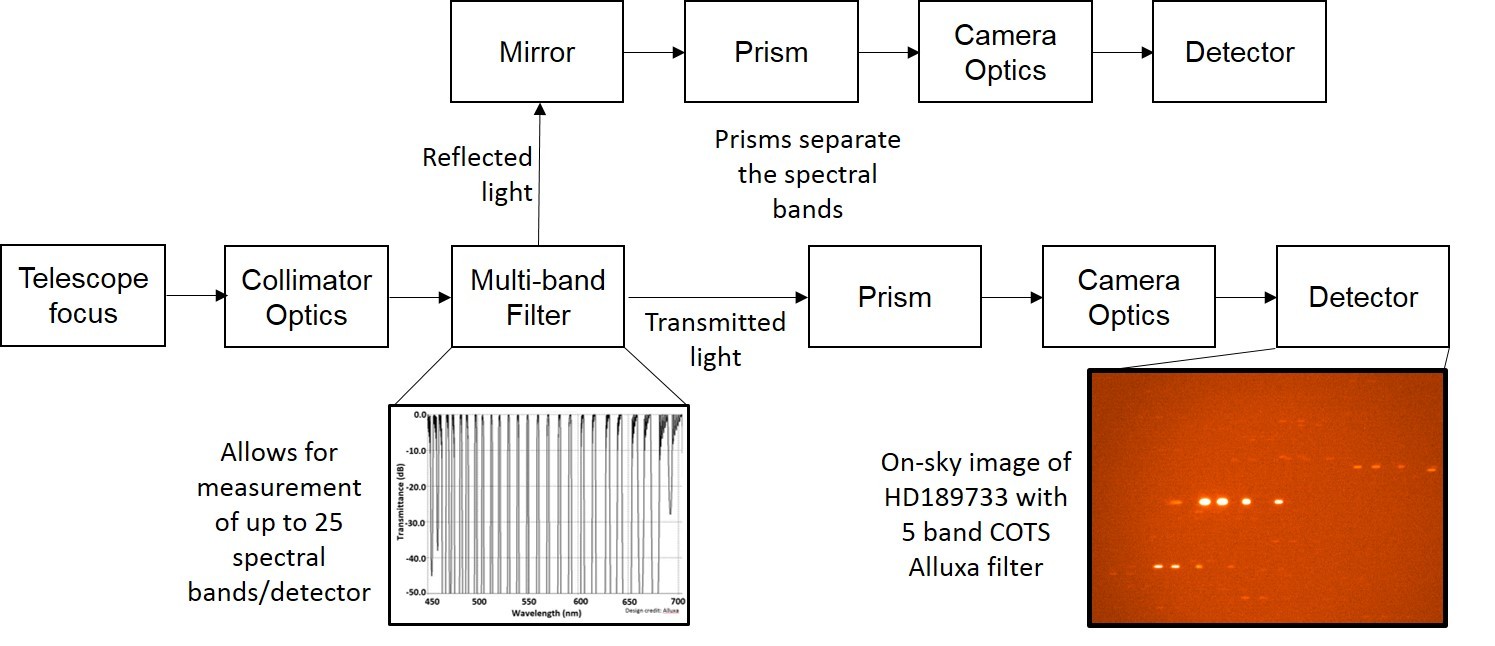 Mirror
Prism
Camera
Optics
Detector
Reflected
light
Prisms separate
the spectral
bands
Telescope
focus
Collimator
Optics
Multi-band
Filter
Transmitted
light
Prism
Camera
Optics
Detector
Allows for
measurement
of up to 25
spectral
bands/detector
Transmittance (dB)
0.0
-10.0
-20.0
-30.0
-40.0
-50.0
450 500 550 600 650 700
Wavelength (nm)
Design credit: Alluxa
On-sky image of
HD189733 with
5 band COTS
Alluxa filter